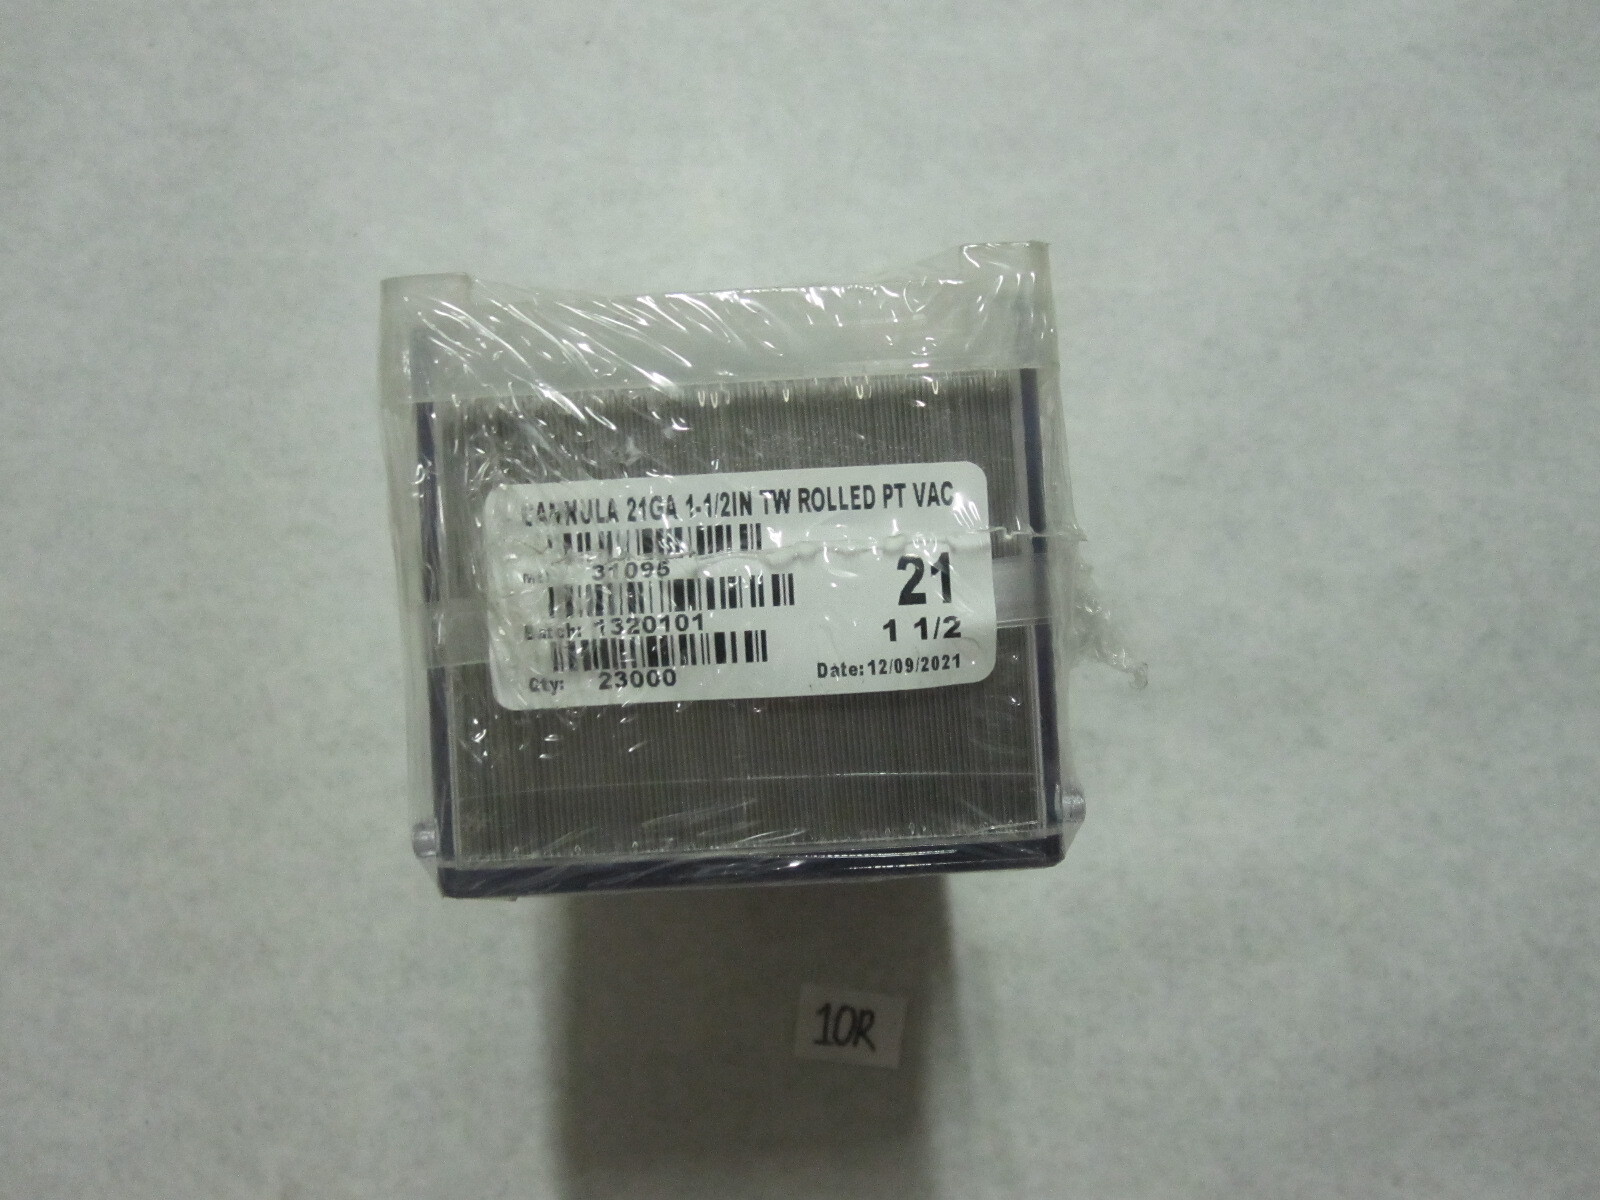 CANNULA 21GA 1-1/2IN TW ROLLED PT VAC
31096
21
Batch: 1320101
1 1/2
Qty: 23000
Date: 12/09/2021
10R